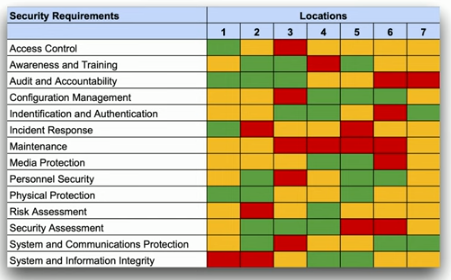 Security Requirements Locations
1 2 3 4 5 6 7
Access Control
Awareness and Training
Audit and Accountability
Configuration Management
Indentification and Authentication
Incident Response
Maintenance
Media Protection
Personnel Security
Physical Protection
Risk Assessment
Security Assessment
System and Communications Protection
System and Information Integrity